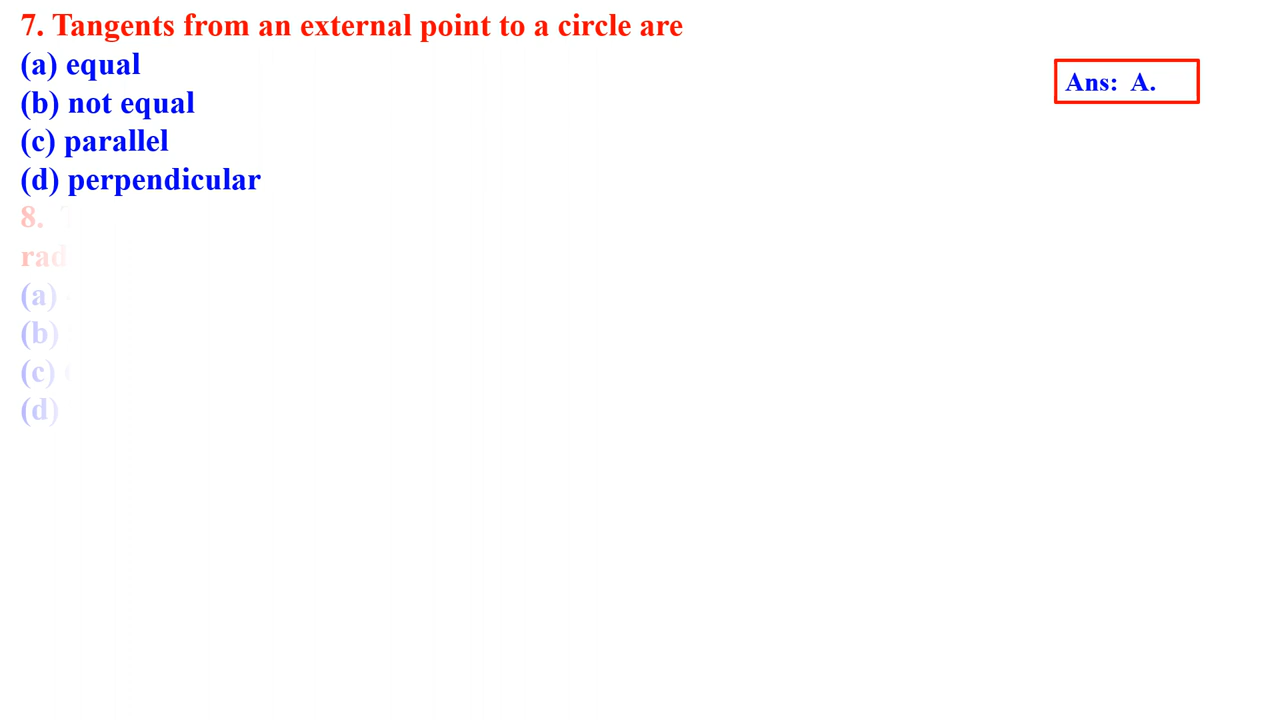 7. Tangents from an external point to a circle are
(a) equal
Ans: A.
(b) not equal
(c) parallel
(d) perpendicular
8.
rad
(a)
(b)
(c)
(d)